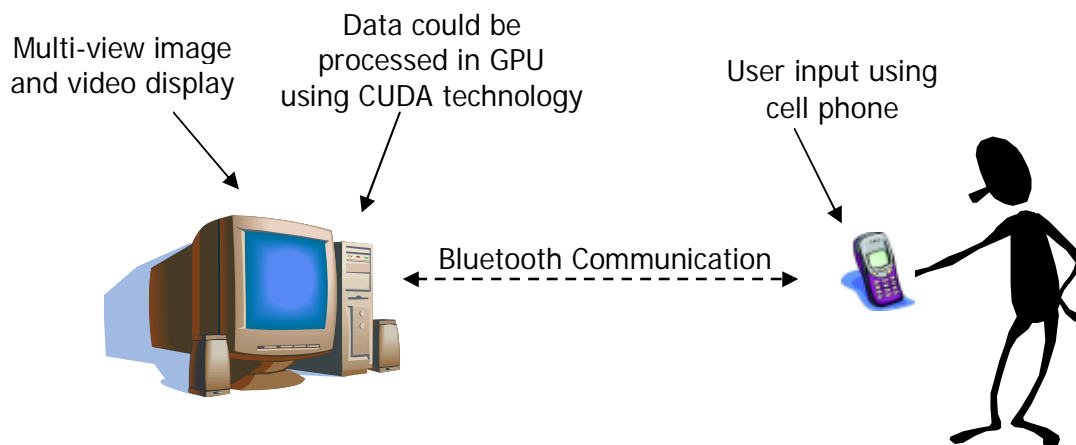 Multi-view image
and video display
Data could be
processed in GPU
using CUDA technology
User input using
cell phone
Bluetooth Communication